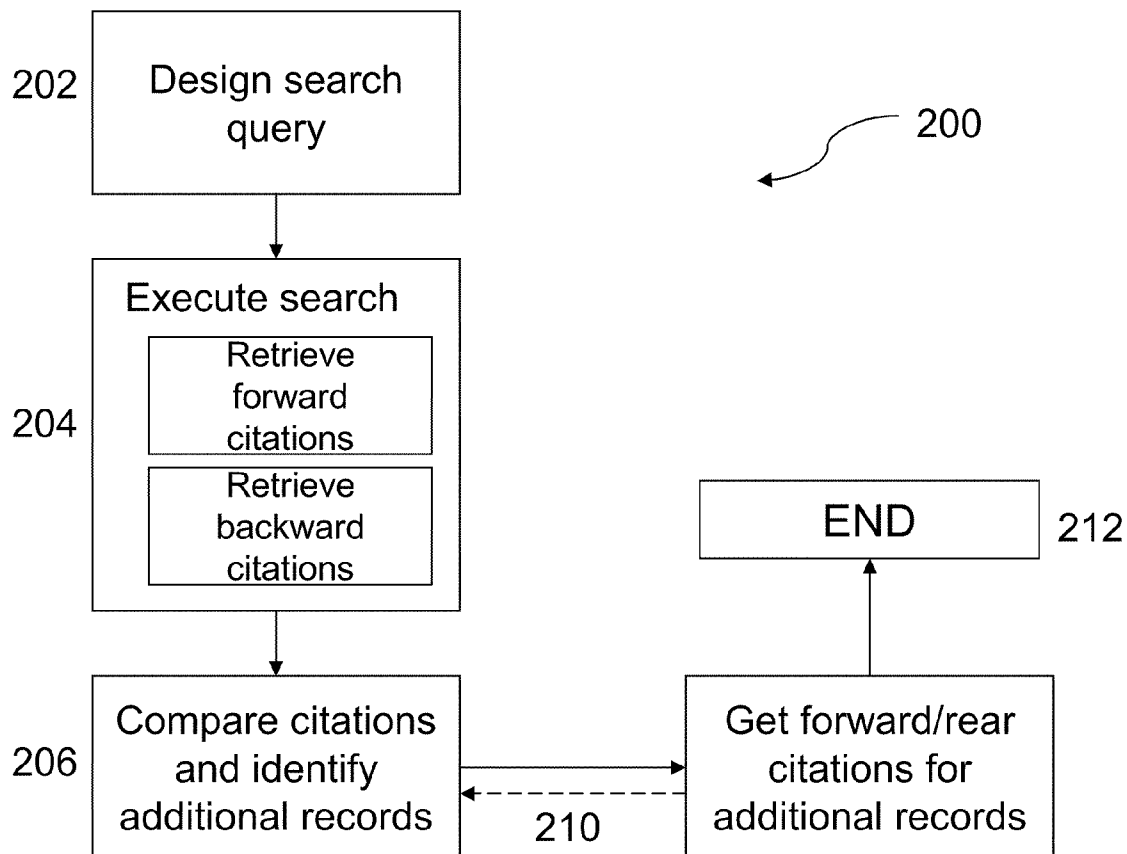 202
Design search
query
200
Execute search
204
Retrieve
forward
citations
Retrieve
backward
citations
END
212
206
Compare citations
and identify
additional records
210
Get forward/rear
citations for
additional records